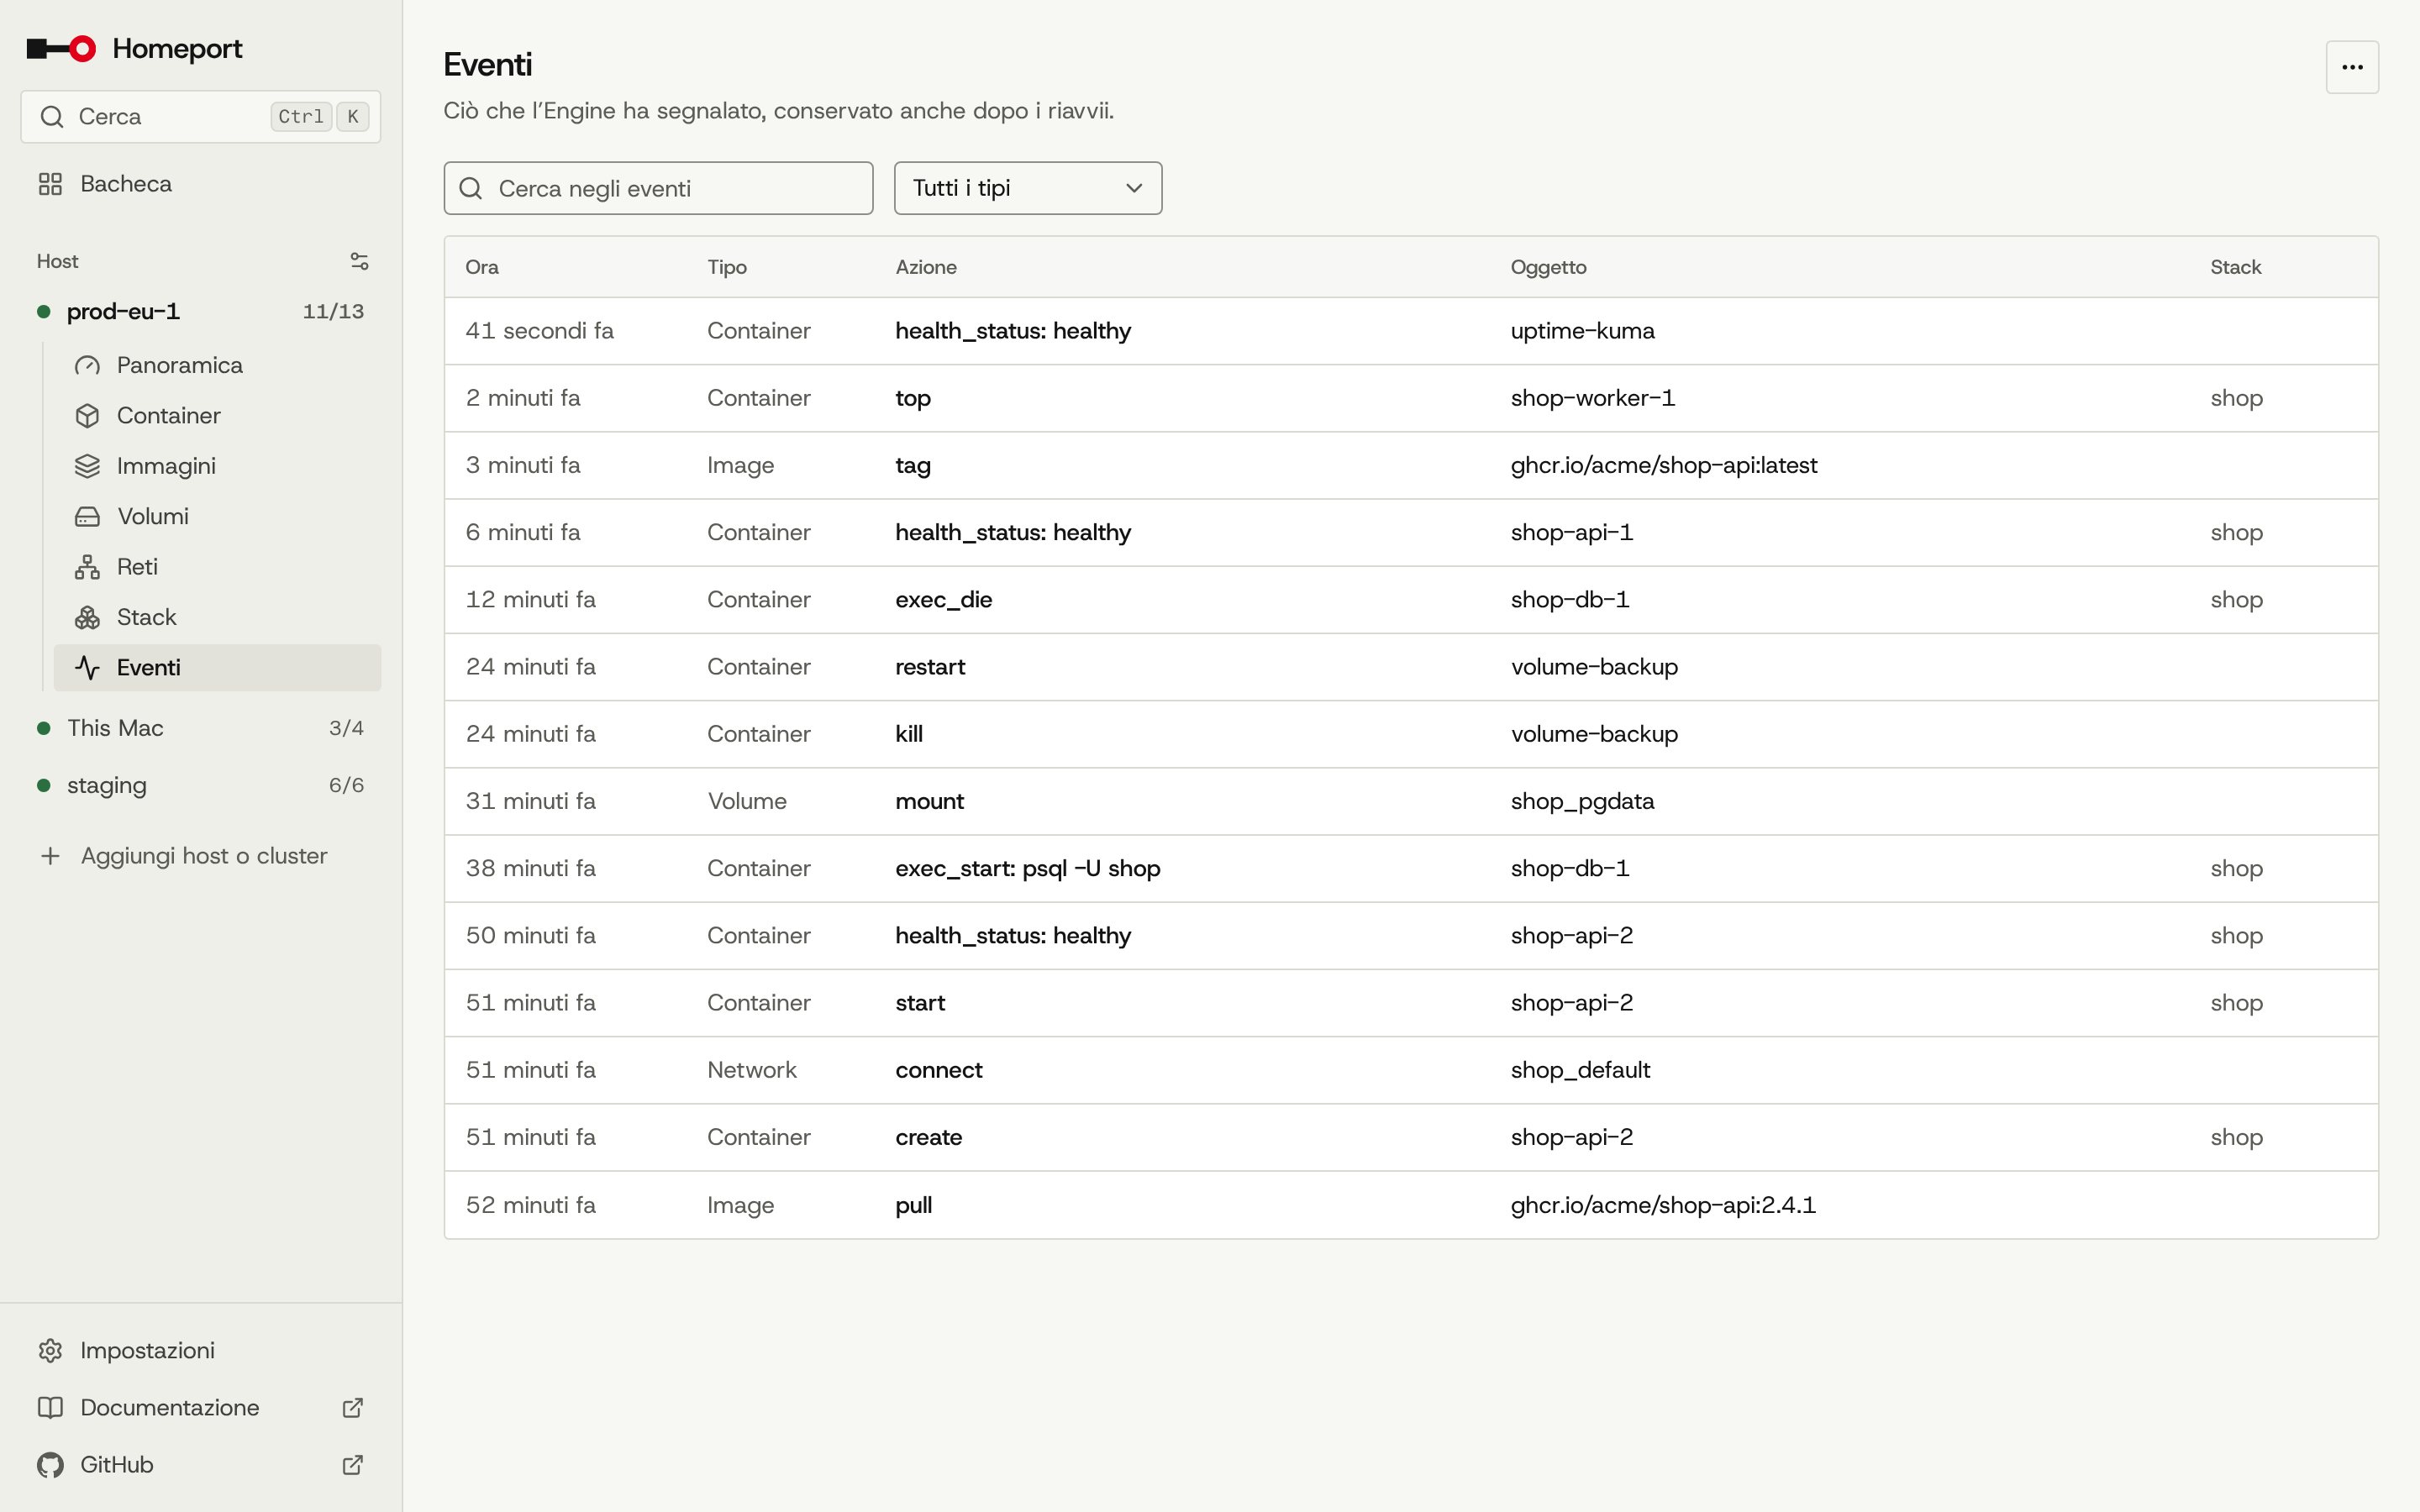 Homeport
Cerca Ctrl K
Bacheca
Host
prod-eu-1 11/13
Panoramica
Container
Immagini
Volumi
Reti
Stack
Eventi
This Mac 3/4
staging 6/6
Aggiungi host o cluster
Impostazioni
Documentazione
GitHub
Eventi
Ciò che l’Engine ha segnalato, conservato anche dopo i riavvii.
Cerca negli eventi Tutti i tipi
Ora Tipo Azione Oggetto Stack
41 secondi fa Container health_status: healthy uptime-kuma
2 minuti fa Container top shop-worker-1 shop
3 minuti fa Image tag ghcr.io/acme/shop-api:latest
6 minuti fa Container health_status: healthy shop-api-1 shop
12 minuti fa Container exec_die shop-db-1 shop
24 minuti fa Container restart volume-backup
24 minuti fa Container kill volume-backup
31 minuti fa Volume mount shop_pgdata
38 minuti fa Container exec_start: psql -U shop shop-db-1 shop
50 minuti fa Container health_status: healthy shop-api-2 shop
51 minuti fa Container start shop-api-2 shop
51 minuti fa Network connect shop_default
51 minuti fa Container create shop-api-2 shop
52 minuti fa Image pull ghcr.io/acme/shop-api:2.4.1